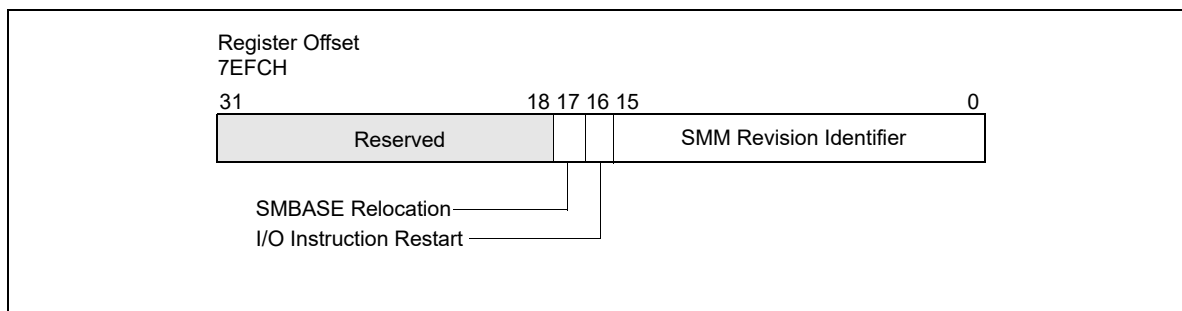 Register Offset
7EFCH
31 18 17 16 15 0
Reserved SMM Revision Identifier
SMBASE Relocation
I/O Instruction Restart